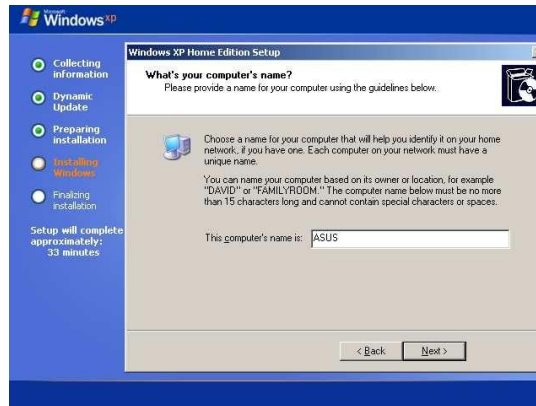 Microsoft
Windows xp
Collecting
information
Dynamic
Update
Preparing
installation
Installing
Windows
Finalizing
installation
Setup will complete
approximately:
33 minutes
Windows XP Home Edition Setup
What's your computer's name?
Please provide a name for your computer using the guidelines below.
Choose a name for your computer that will help you identify it on your home
network, if you have one. Each computer on your network must have a
unique name.
You can name your computer based on its owner or location, for example
"DAVID" or "FAMILYROOM." The computer name below must be no more
than 15 characters long and cannot contain special characters or spaces.
This computer's name is: ASUS
< Back Next >